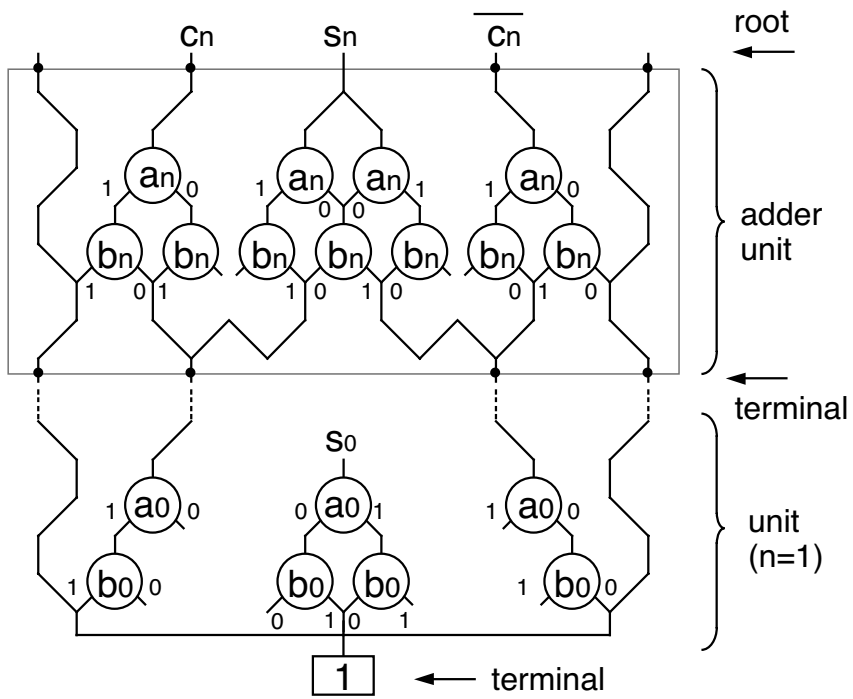 cn sn cn root
an an an an
1 0 1 0 0 1 1 0
bn bn bn bn bn bn bn
1 0 1 1 0 1 0 0 1 0
adder
unit
terminal
s0
1 a0 0 0 a0 1 1 a0 0
1 b0 0 b0 b0 1 b0 0
0 1 0 1
unit
(n=1)
1 terminal